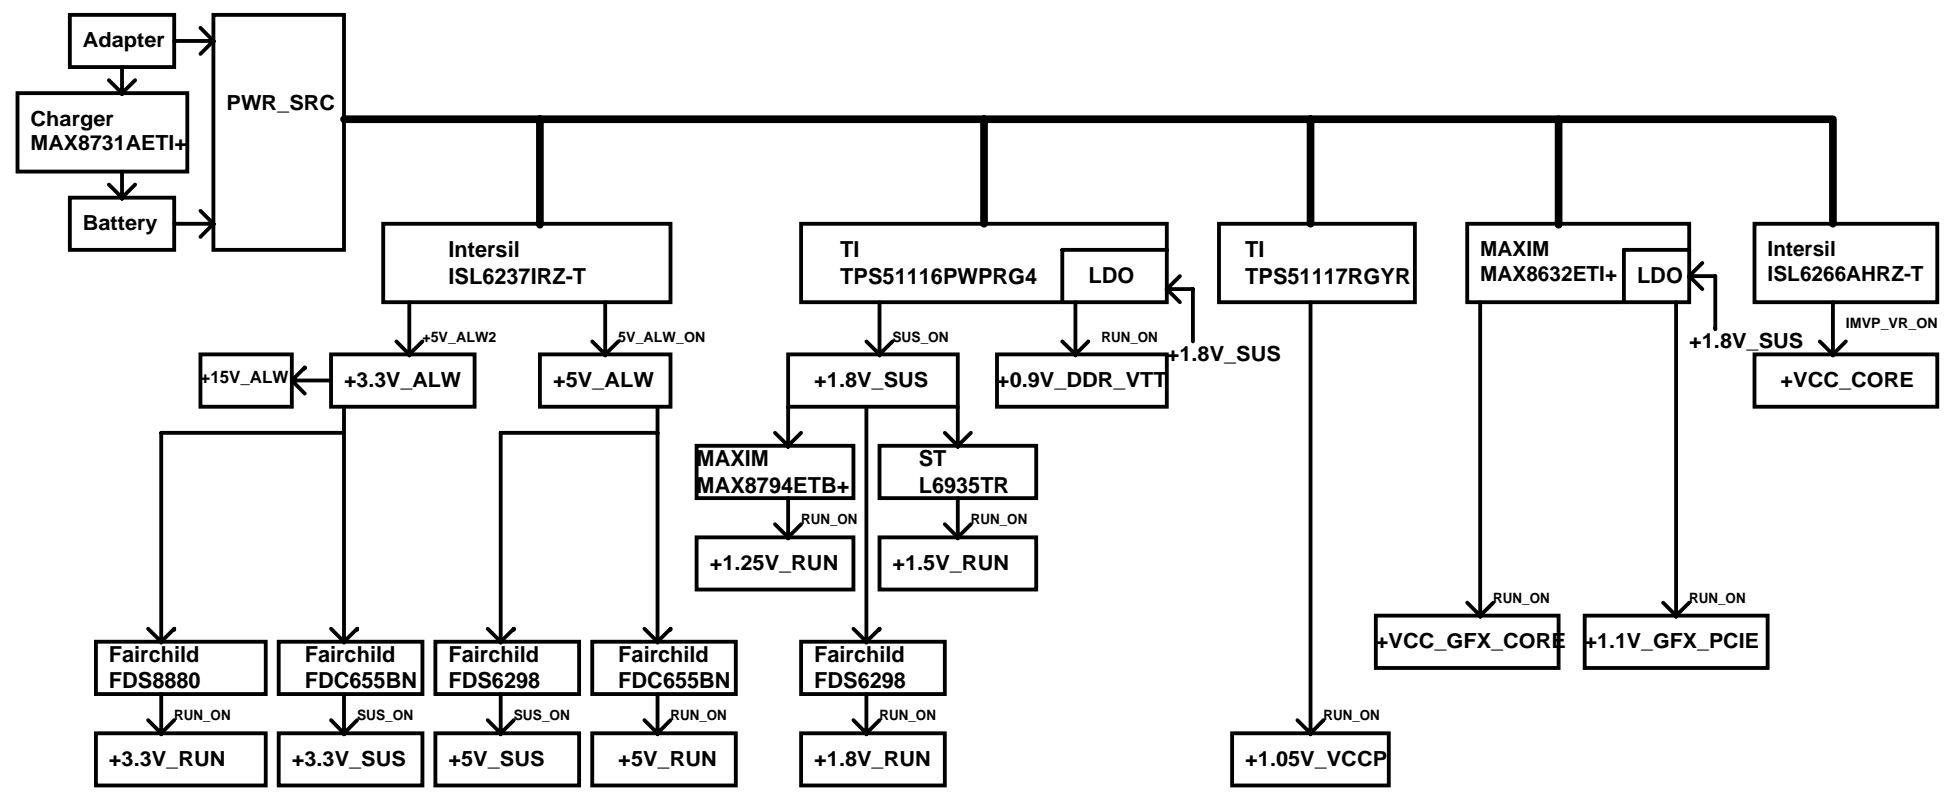 Adapter
PWR_SRC
Charger
MAX8731AETI+
Battery
Intersil
ISL6237IRZ-T
TI
TPS51116PWPRG4
LDO
TI
TPS51117RGYR
MAXIM
MAX8632ETI+
LDO
Intersil
ISL6266AHRZ-T
+5V_ALW2
5V_ALW_ON
SUS_ON
RUN_ON
+1.8V_SUS
+1.8V_SUS
IMVP_VR_ON
+15V_ALW
+3.3V_ALW
+5V_ALW
+1.8V_SUS
+0.9V_DDR_VTT
+VCC_CORE
MAXIM
MAX8794ETB+
ST
L6935TR
RUN_ON
RUN_ON
+1.25V_RUN
+1.5V_RUN
RUN_ON
RUN_ON
+VCC_GFX_CORE
+1.1V_GFX_PCIE
Fairchild
FDS8880
Fairchild
FDC655BN
Fairchild
FDS6298
Fairchild
FDC655BN
Fairchild
FDS6298
RUN_ON
SUS_ON
SUS_ON
RUN_ON
RUN_ON
RUN_ON
+3.3V_RUN
+3.3V_SUS
+5V_SUS
+5V_RUN
+1.8V_RUN
+1.05V_VCCP